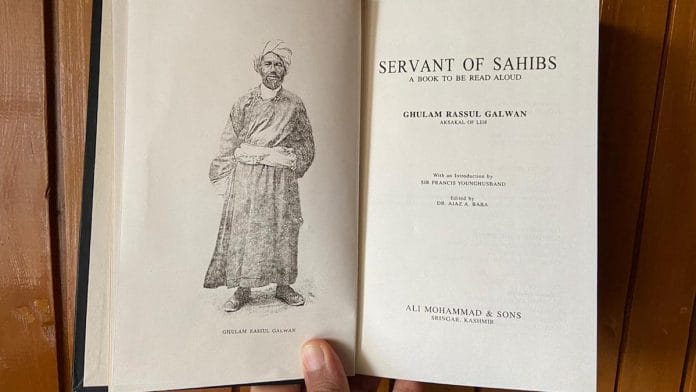 GHULAM RASSUL GALWAN
SERVANT OF SAHIBS
A BOOK TO BE READ ALOUD
GHULAM RASSUL GALWAN
AKSAKAL OF LEH
With an Introduction by
SIR FRANCIS YOUNGHUSBAND
Edited by
DR. AJAZ A. BABA
ALI MOHAMMAD & SONS
SRINGAR, KASHMIR